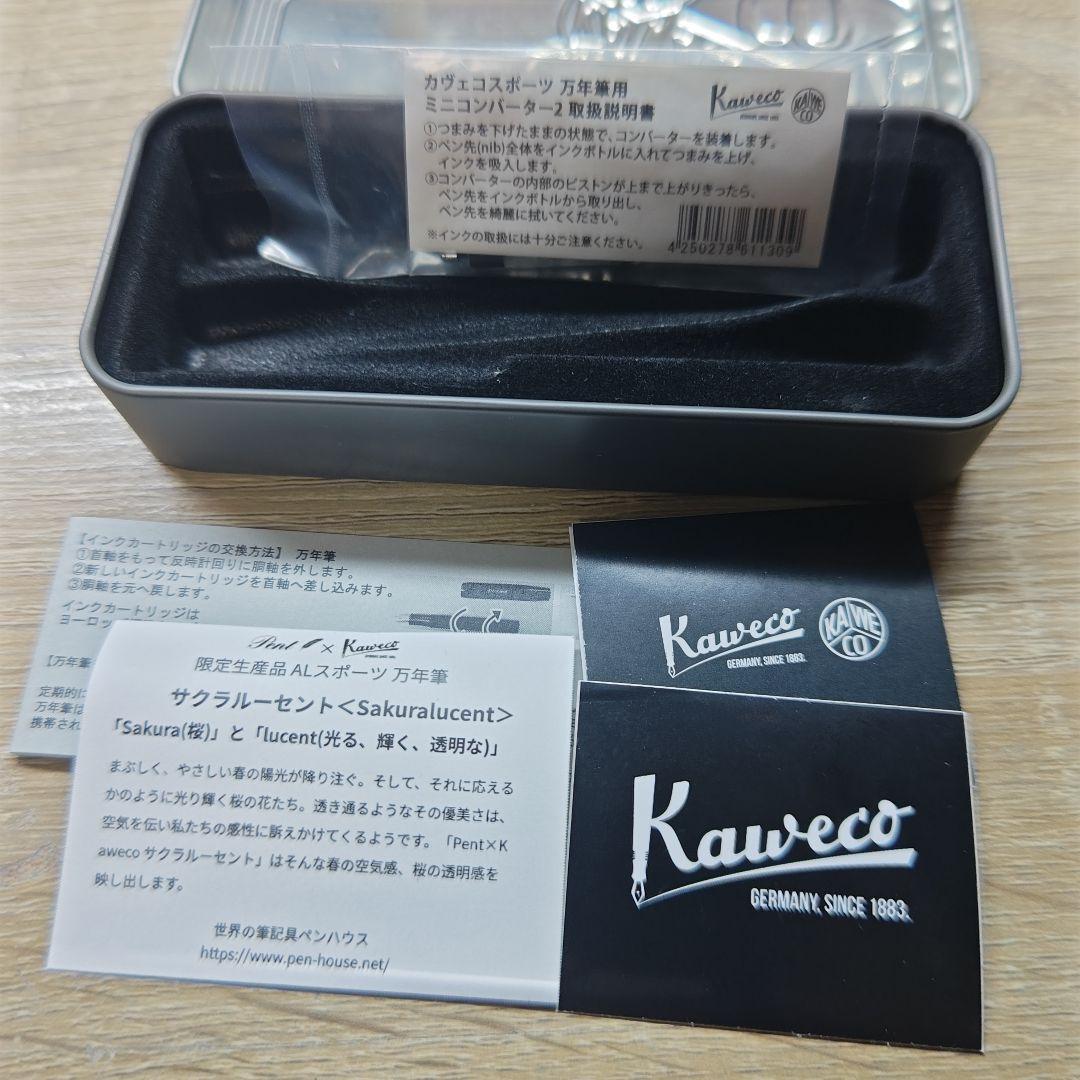 カヴェコスポーツ 万年筆用
ミニコンバーター2 取扱説明書
Kaweco
KAWECO
①つまみを下げたままの状態で、コンバーターを装着します。
②ペン先(nib)全体をインクボトルに入れてつまみを上げ、
インクを吸入します。
③コンバーターの内部のピストンが上まで上がりきったら、
ペン先をインクボトルから取り出し、
ペン先を綺麗に拭いてください。
※インクの取扱には十分ご注意ください。
4 250278 611309
【インクカートリッジの交換方法】 万年筆
①首軸をもって反時計回りに胴軸を外します。
②新しいインクカートリッジを首軸へ差し込みます。
③胴軸を元へ戻します。
インクカートリッジは
ヨーロッ
【万年筆
定期的に
万年筆は
携帯され
Pent × Kaweco
限定生産品 ALスポーツ 万年筆
サクラルーセント<Sakuralucent>
「Sakura(桜)」と「lucent(光る、輝く、透明な)」
まぶしく、やさしい春の陽光が降り注ぐ。そして、それに応える
かのように光り輝く桜の花たち。透き通るようなその優美さは、
空気を伝い私たちの感性に訴えかけてくるようです。「Pent×K
aweco サクラルーセント」はそんな春の空気感、桜の透明感を
映し出します。
世界の筆記具ペンハウス
https://www.pen-house.net/
Kaweco
GERMANY, SINCE 1883.
KAWECO
Kaweco
GERMANY, SINCE 1883.